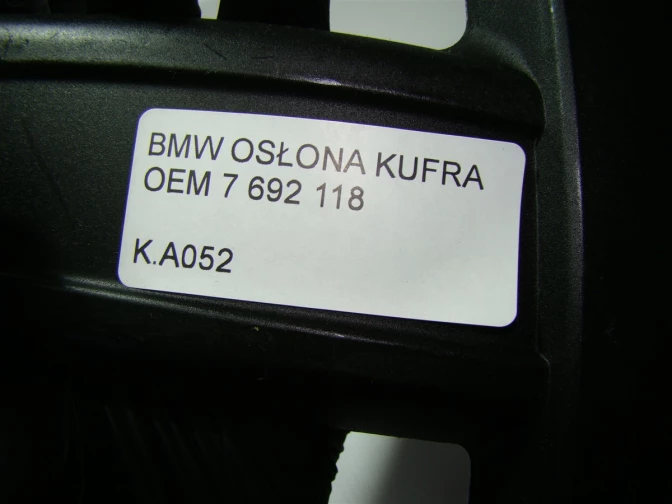 BMW OSŁONA KUFRA
OEM 7 692 118
K.A052